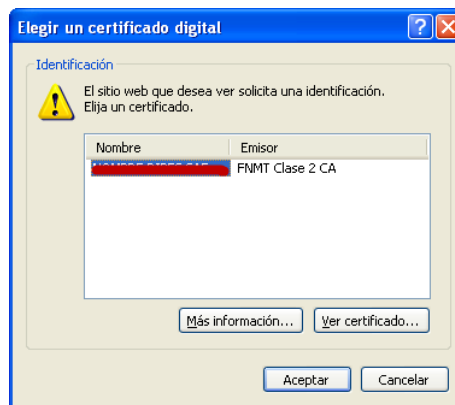 Elegir un certificado digital
Identificación
El sitio web que desea ver solicita una identificación.
Elija un certificado.
Nombre Emisor
FNMT Clase 2 CA
Más información... Ver certificado...
Aceptar Cancelar